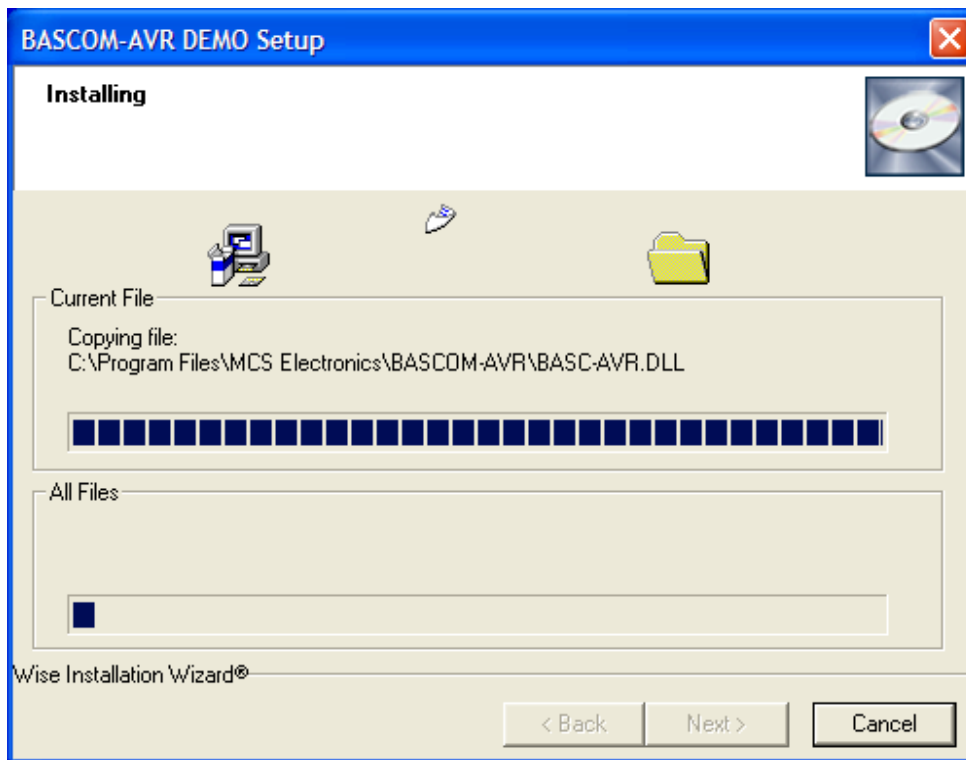 BASCOM-AVR DEMO Setup
Installing
Current File
Copying file:
C:\Program Files\MCS Electronics\BASCOM-AVR\BASC-AVR.DLL
All Files
Wise Installation Wizard®
< Back
Next >
Cancel